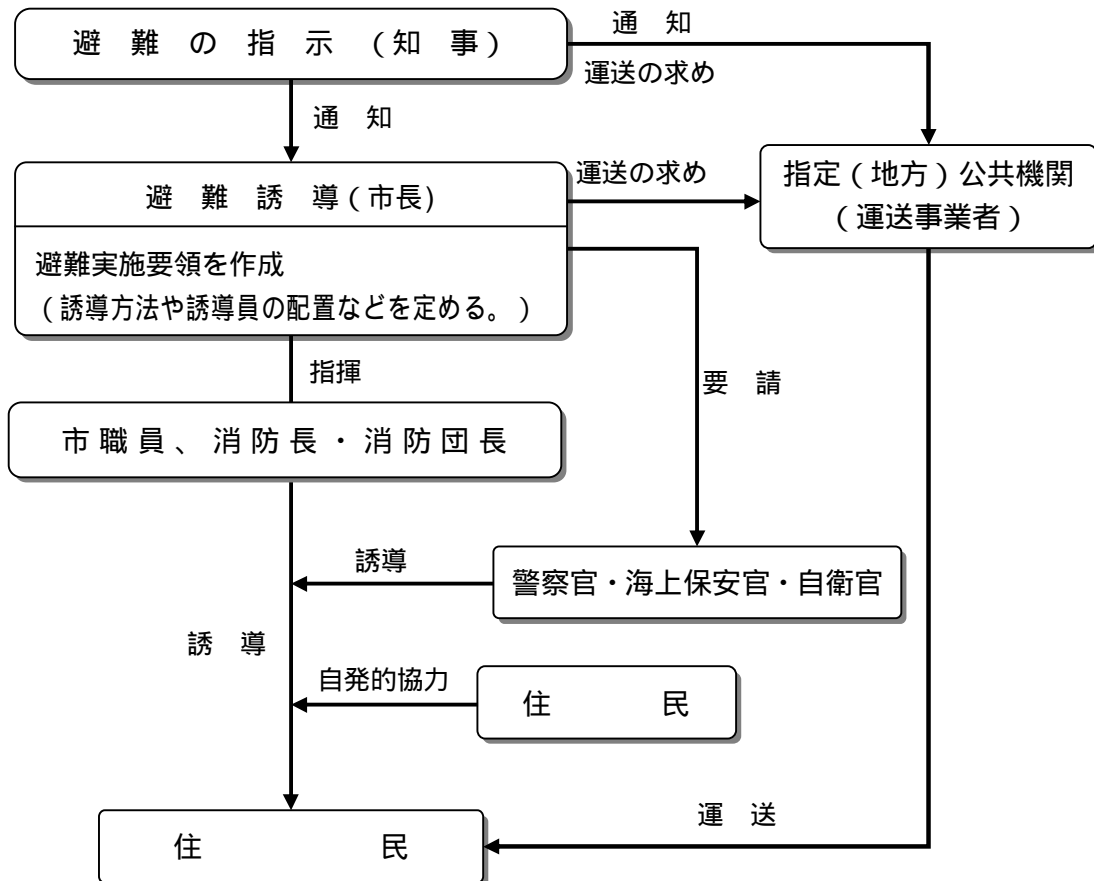 避難の指示（知事）
通知
運送の求め
通知
避難誘導(市長)
運送の求め
指定（地方）公共機関
（運送事業者）
避難実施要領を作成
（誘導方法や誘導員の配置などを定める。）
指揮
要請
市職員、消防長・消防団長
誘導
警察官・海上保安官・自衛官
誘導
自発的協力
住民
運送
住民